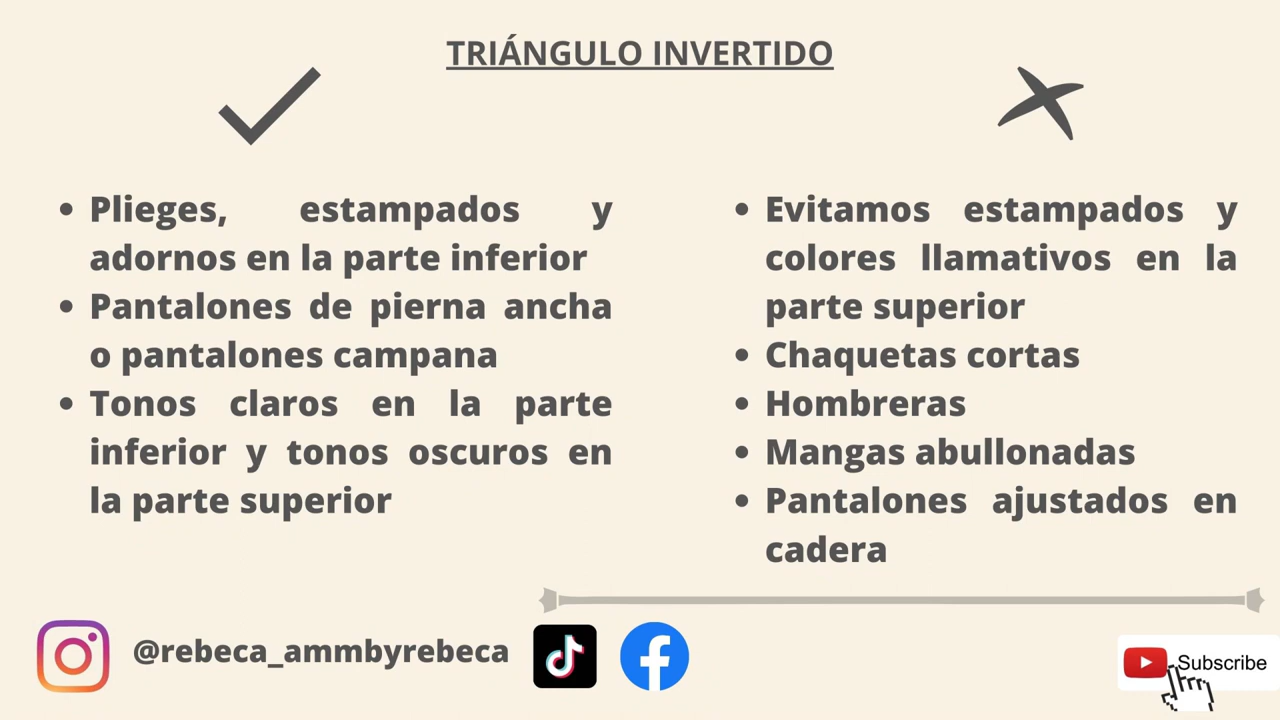 TRIÁNGULO INVERTIDO
Plieges, estampados y
adornos en la parte inferior
Pantalones de pierna ancha
o pantalones campana
Tonos claros en la parte
inferior y tonos oscuros en
la parte superior
Evitamos estampados y
colores llamativos en la
parte superior
Chaquetas cortas
Hombreras
Mangas abullonadas
Pantalones ajustados en
cadera
@rebeca_ammbyrebeca
Subscribe